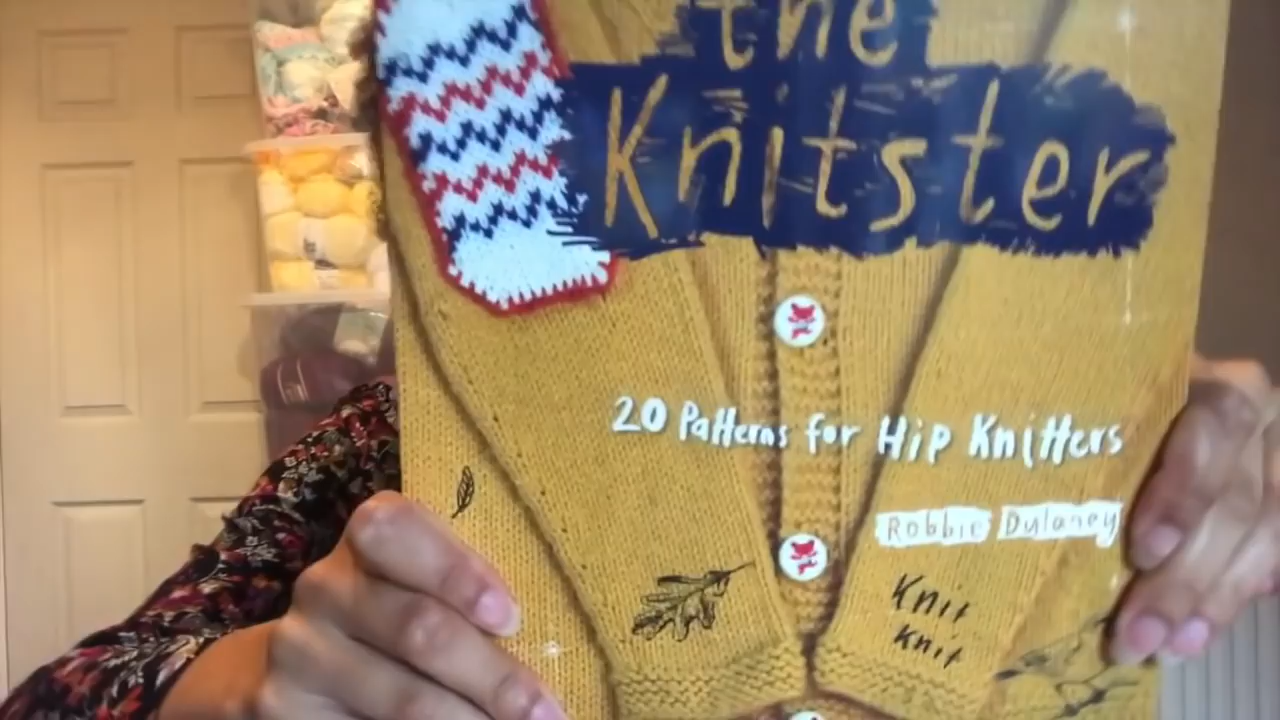 the
Knitster
20 Patterns for Hip Knitters
Robbie Dulaney
Knit
knit